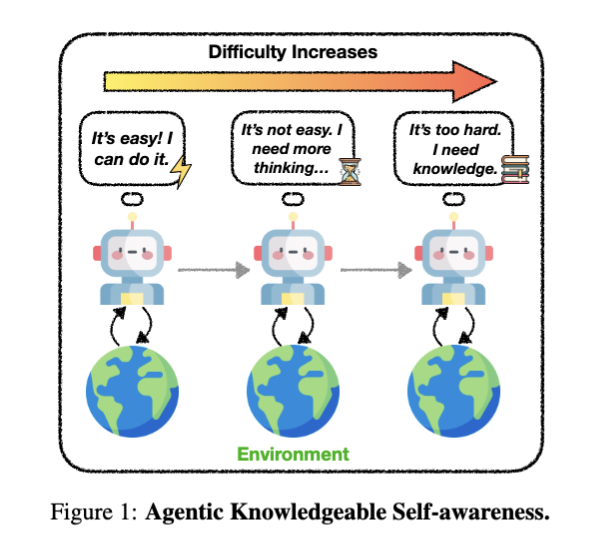 Difficulty Increases
It's easy! I
can do it.
It's not easy. I
need more
thinking...
It's too hard.
I need
knowledge.
Environment
Figure 1: Agentic Knowledgeable Self-awareness.